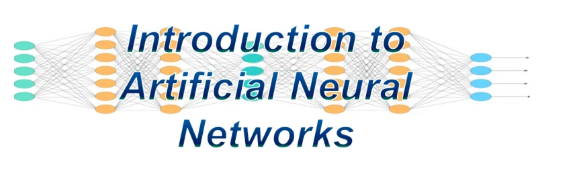 Introduction to
Artificial Neural
Networks